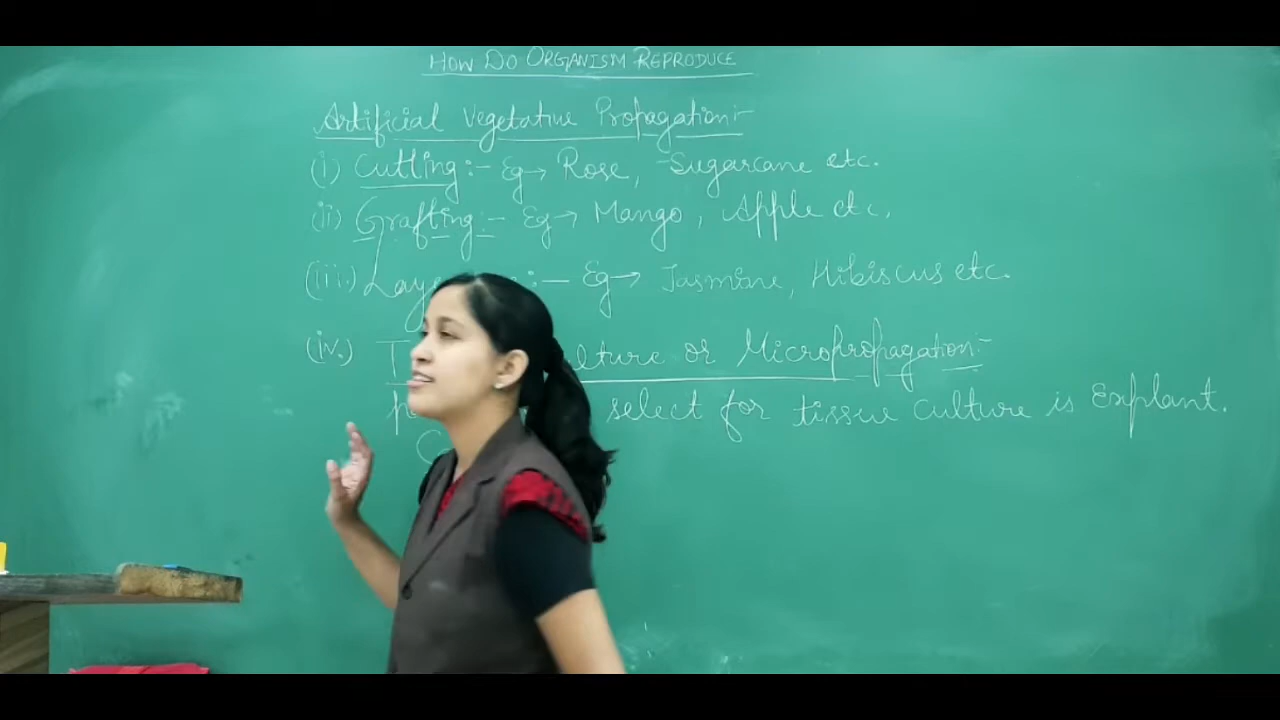 HOW DO ORGANISM REPRODUCE
Artificial Vegetative Propagation:-
(i) Cutting :- Eg → Rose, Sugarcane etc.
(ii) Grafting :- Eg → Mango, Apple etc.
(iii.) Lay :- Eg → Jasmine, Hibiscus etc.
(iv.) T lture or Micropropagation:-
p select for tissue culture is Explant.
C